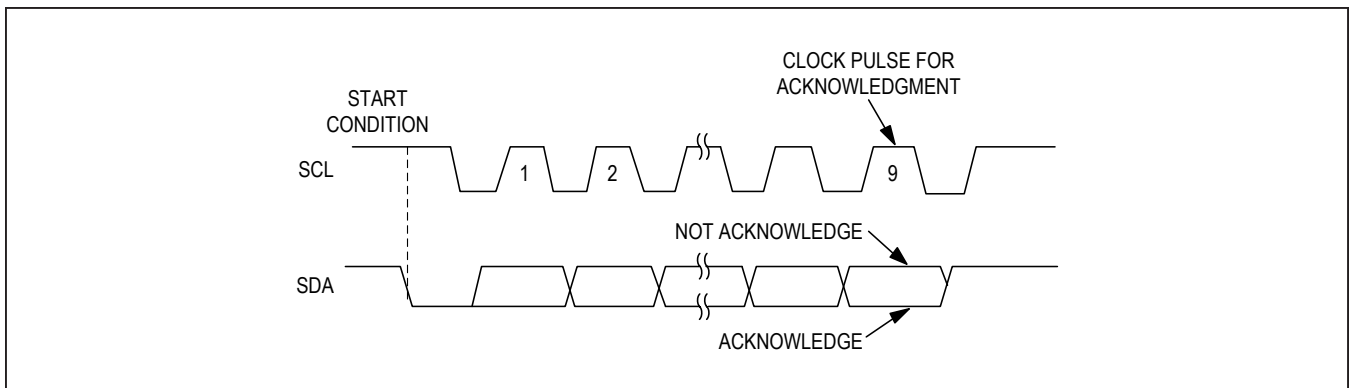 CLOCK PULSE FOR
ACKNOWLEDGMENT
START
CONDITION
SCL
1
2
9
NOT ACKNOWLEDGE
SDA
ACKNOWLEDGE